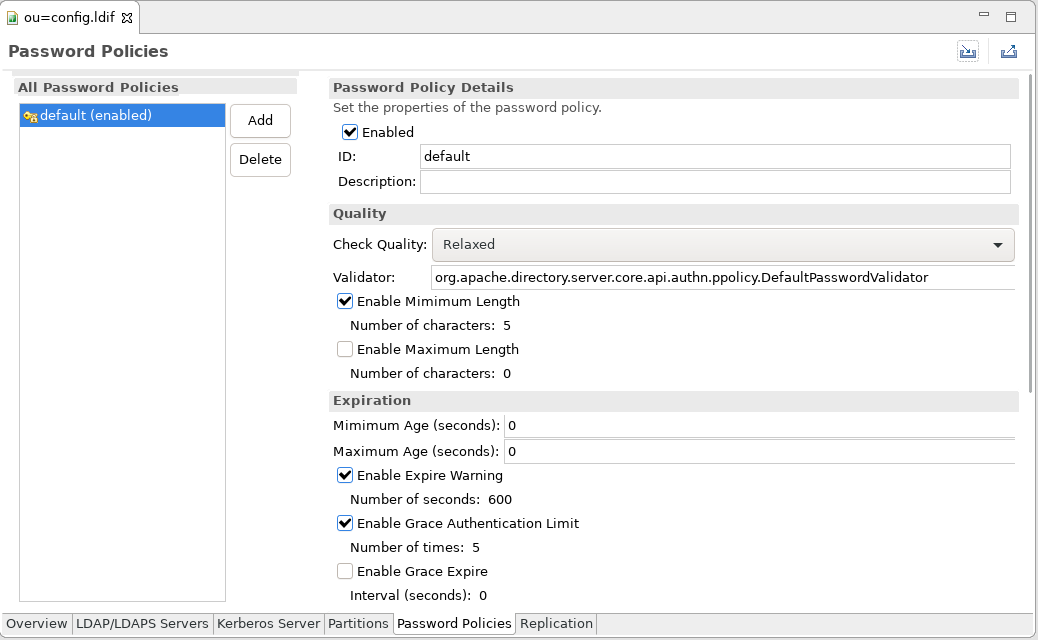 ou=config.ldif
Password Policies
All Password Policies
default (enabled)
Add
Delete
Password Policy Details
Set the properties of the password policy.
Enabled
ID: default
Description:
Quality
Check Quality: Relaxed
Validator: org.apache.directory.server.core.api.authn.ppolicy.DefaultPasswordValidator
Enable Mimimum Length
Number of characters: 5
Enable Maximum Length
Number of characters: 0
Expiration
Mimimum Age (seconds): 0
Maximum Age (seconds): 0
Enable Expire Warning
Number of seconds: 600
Enable Grace Authentication Limit
Number of times: 5
Enable Grace Expire
Interval (seconds): 0
Overview LDAP/LDAPS Servers Kerberos Server Partitions Password Policies Replication